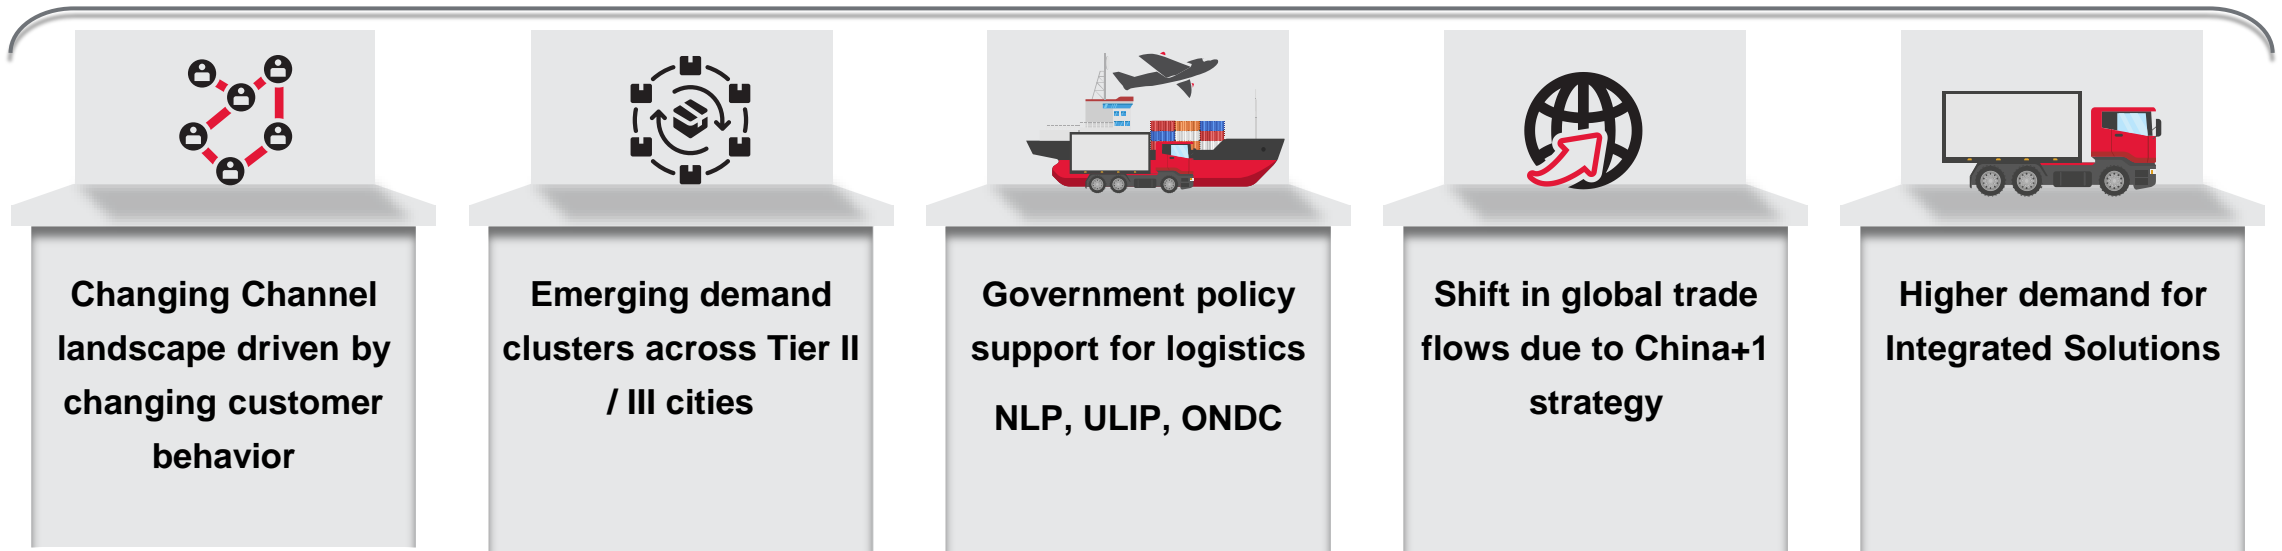 Changing Channel
landscape driven by
changing customer
behavior
Emerging demand
clusters across Tier II
/ III cities
Government policy
support for logistics
NLP, ULIP, ONDC
Shift in global trade
flows due to China+1
strategy
Higher demand for
Integrated Solutions